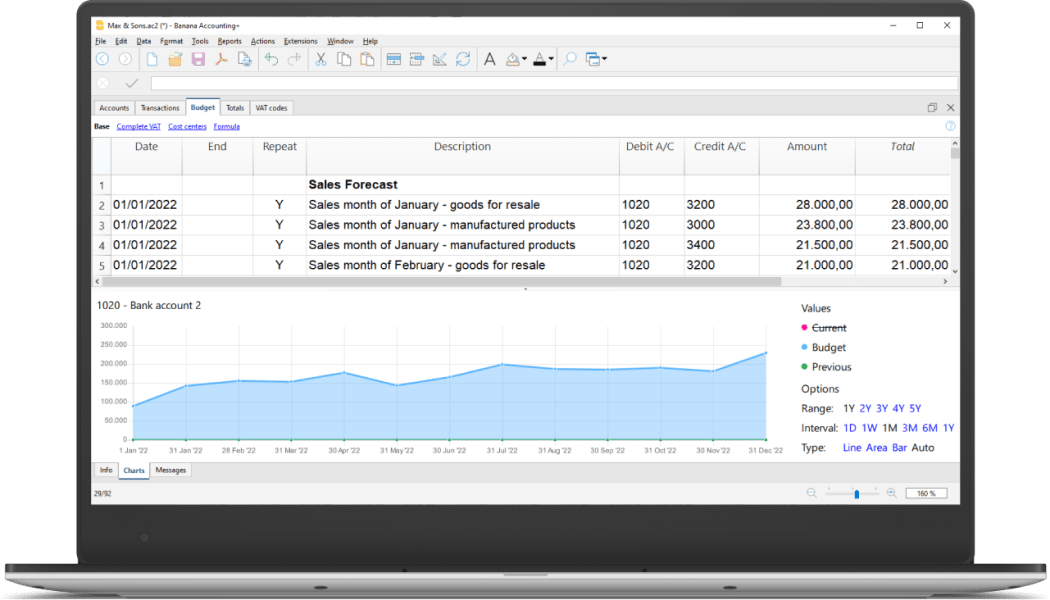 Max & Sons.ac2 (*) - Banana Accounting+
File Edit Data Format Tools Reports Actions Extensions Window Help
Accounts Transactions Budget Totals VAT codes
Base Complete VAT Cost centers Formula
Date End Repeat Description Debit A/C Credit A/C Amount Total
1 Sales Forecast
2 01/01/2022 Y Sales month of January - goods for resale 1020 3200 28.000,00 28.000,00
3 01/01/2022 Y Sales month of January - manufactured products 1020 3000 23.800,00 23.800,00
4 01/01/2022 Y Sales month of January - manufactured products 1020 3400 21.500,00 21.500,00
5 01/01/2022 Y Sales month of February - goods for resale 1020 3200 21.000,00 21.000,00
1020 - Bank account 2
300.000
250.000
200.000
150.000
100.000
50.000
0
1 Jan '22 31 Jan '22 28 Feb '22 31 Mar '22 30 Apr '22 31 May '22 30 Jun '22 31 Jul '22 31 Aug '22 30 Sep '22 31 Oct '22 30 Nov '22 31 Dec '22
Values
Current
Budget
Previous
Options
Range: 1Y 2Y 3Y 4Y 5Y
Interval: 1D 1W 1M 3M 6M 1Y
Type: Line Area Bar Auto
Info Charts Messages
29/92
160 %